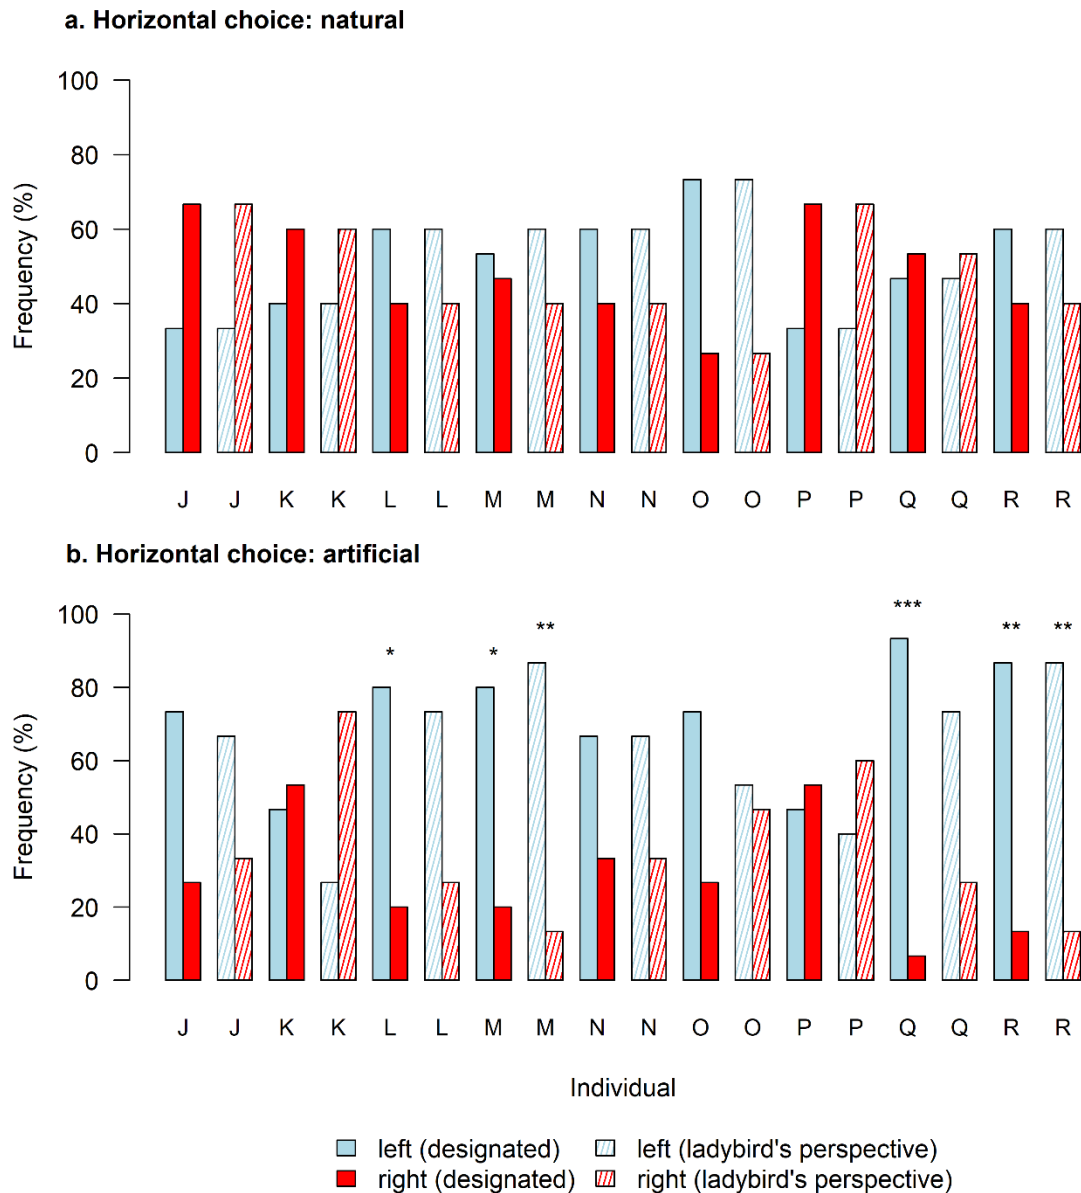 a. Horizontal choice: natural
Frequency (%)
100
80
60
40
20
0
J J K K L L M M N N O O P P Q Q R R
b. Horizontal choice: artificial
Frequency (%)
100
80
60
40
20
0
* * ** *** ** **
J J K K L L M M N N O O P P Q Q R R
Individual
left (designated) left (ladybird's perspective)
right (designated) right (ladybird's perspective)